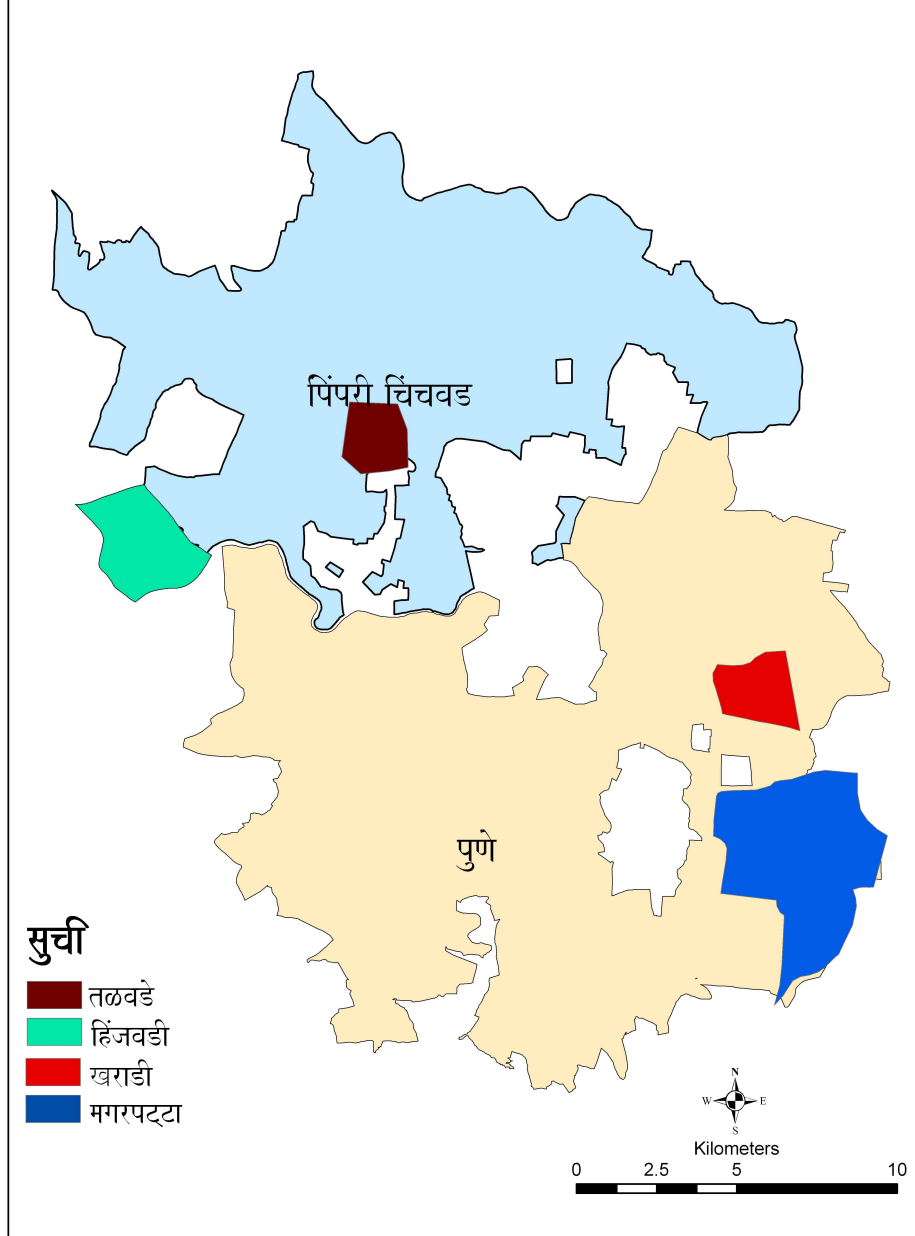 पिंपरी चिंचवड
पुणे
सुची
तळवडे
हिंजवडी
खराडी
मगरपट्टा
N
W E
S
Kilometers
0 2.5 5 10